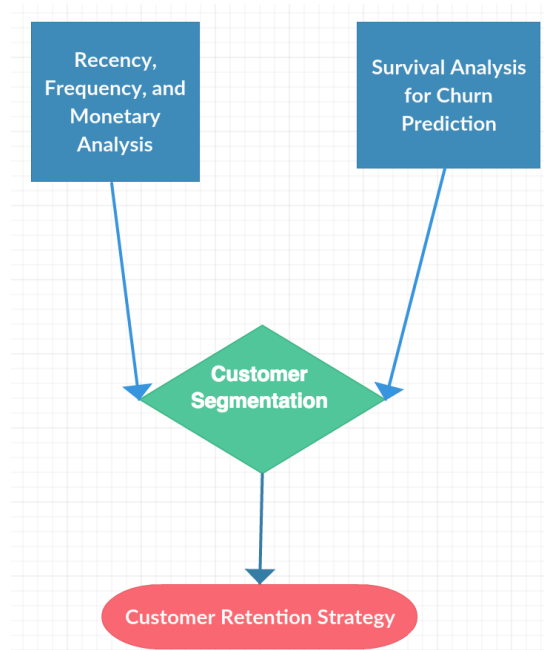 Recency,
Frequency, and
Monetary
Analysis
Survival Analysis
for Churn
Prediction
Customer
Segmentation
Customer Retention Strategy